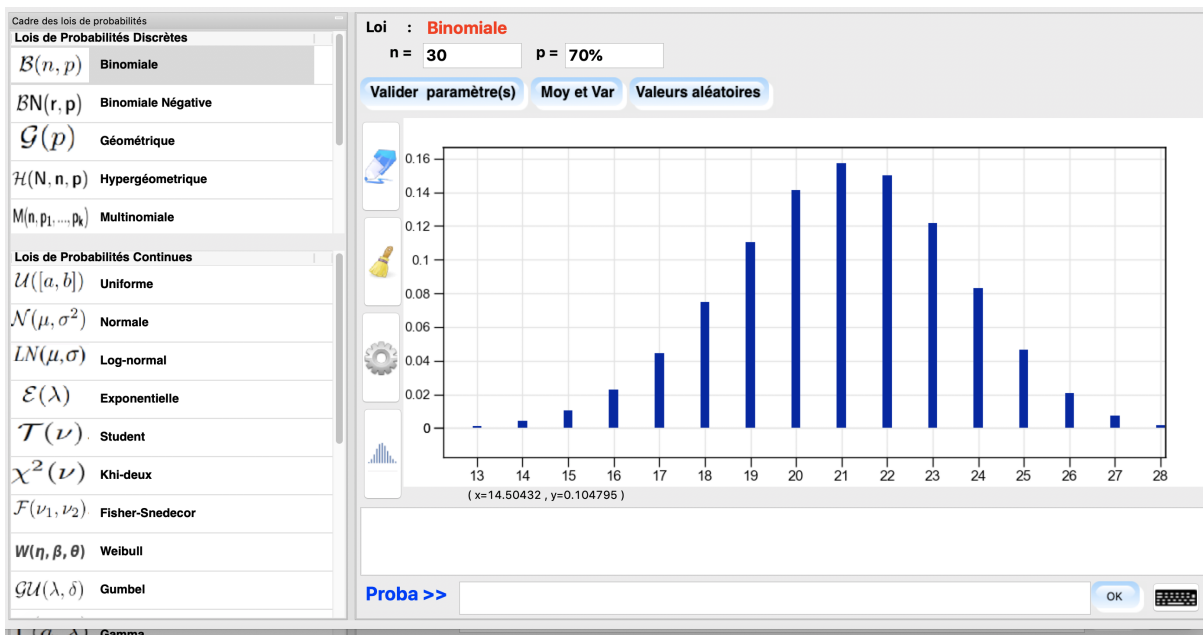 Cadre des lois de probabilités
Lois de Probabilités Discrètes
B(n, p) Binomiale
BN(r, p) Binomiale Négative
G(p) Géométrique
H(N, n, p) Hypergéometrique
M(n, p₁, ..., pₖ) Multinomiale
Lois de Probabilités Continues
U([a, b]) Uniforme
N(μ, σ²) Normale
LN(μ,σ) Log-normal
ℰ(λ) Exponentielle
T(ν) Student
χ²(ν) Khi-deux
F(ν₁, ν₂) Fisher-Snedecor
W(η, β, θ) Weibull
GU(λ, δ) Gumbel
Gamma
Loi : Binomiale
n = 30 p = 70%
Valider paramètre(s) Moy et Var Valeurs aléatoires
0.16
0.14
0.12
0.1
0.08
0.06
0.04
0.02
0
13 14 15 16 17 18 19 20 21 22 23 24 25 26 27 28
( x=14.50432 , y=0.104795 )
Proba >> OK